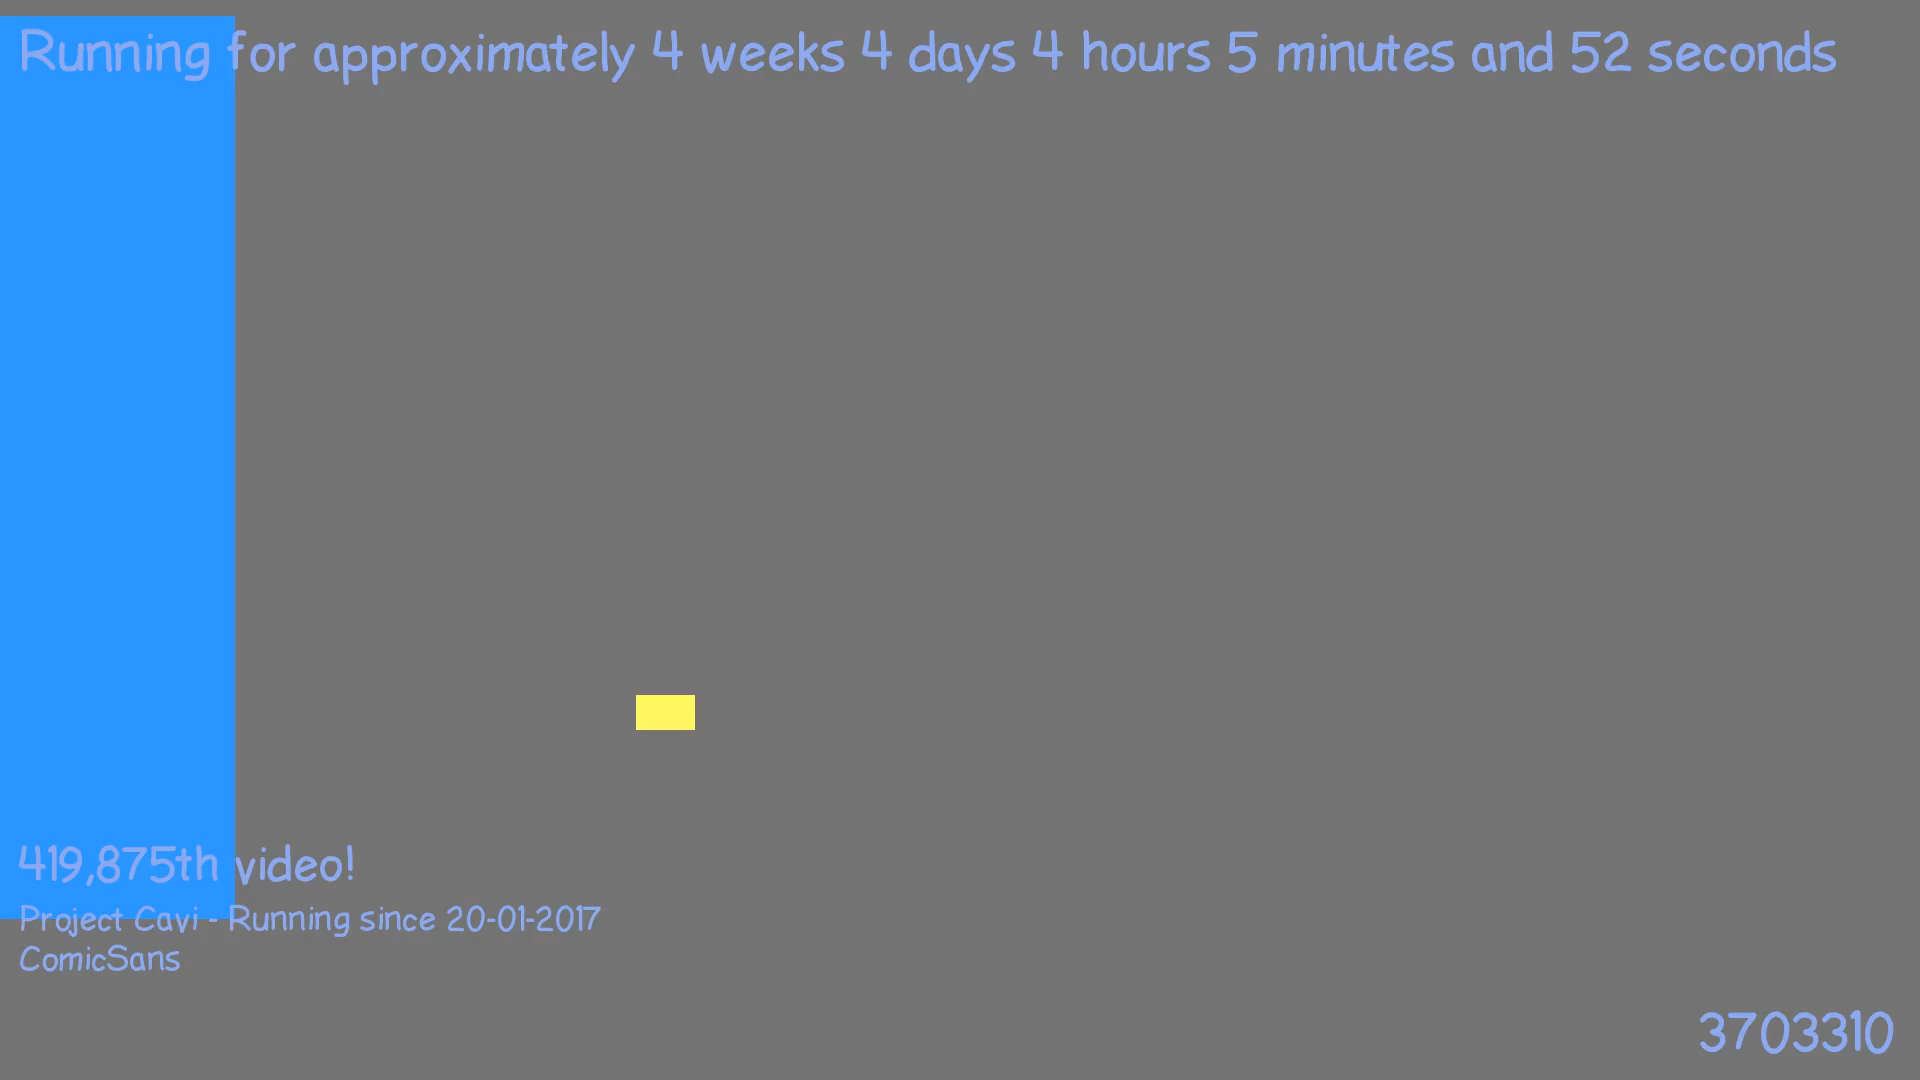 Running for approximately 4 weeks 4 days 4 hours 5 minutes and 52 seconds
419,875th video!
Project Cavi - Running since 20-01-2017
ComicSans
3703310